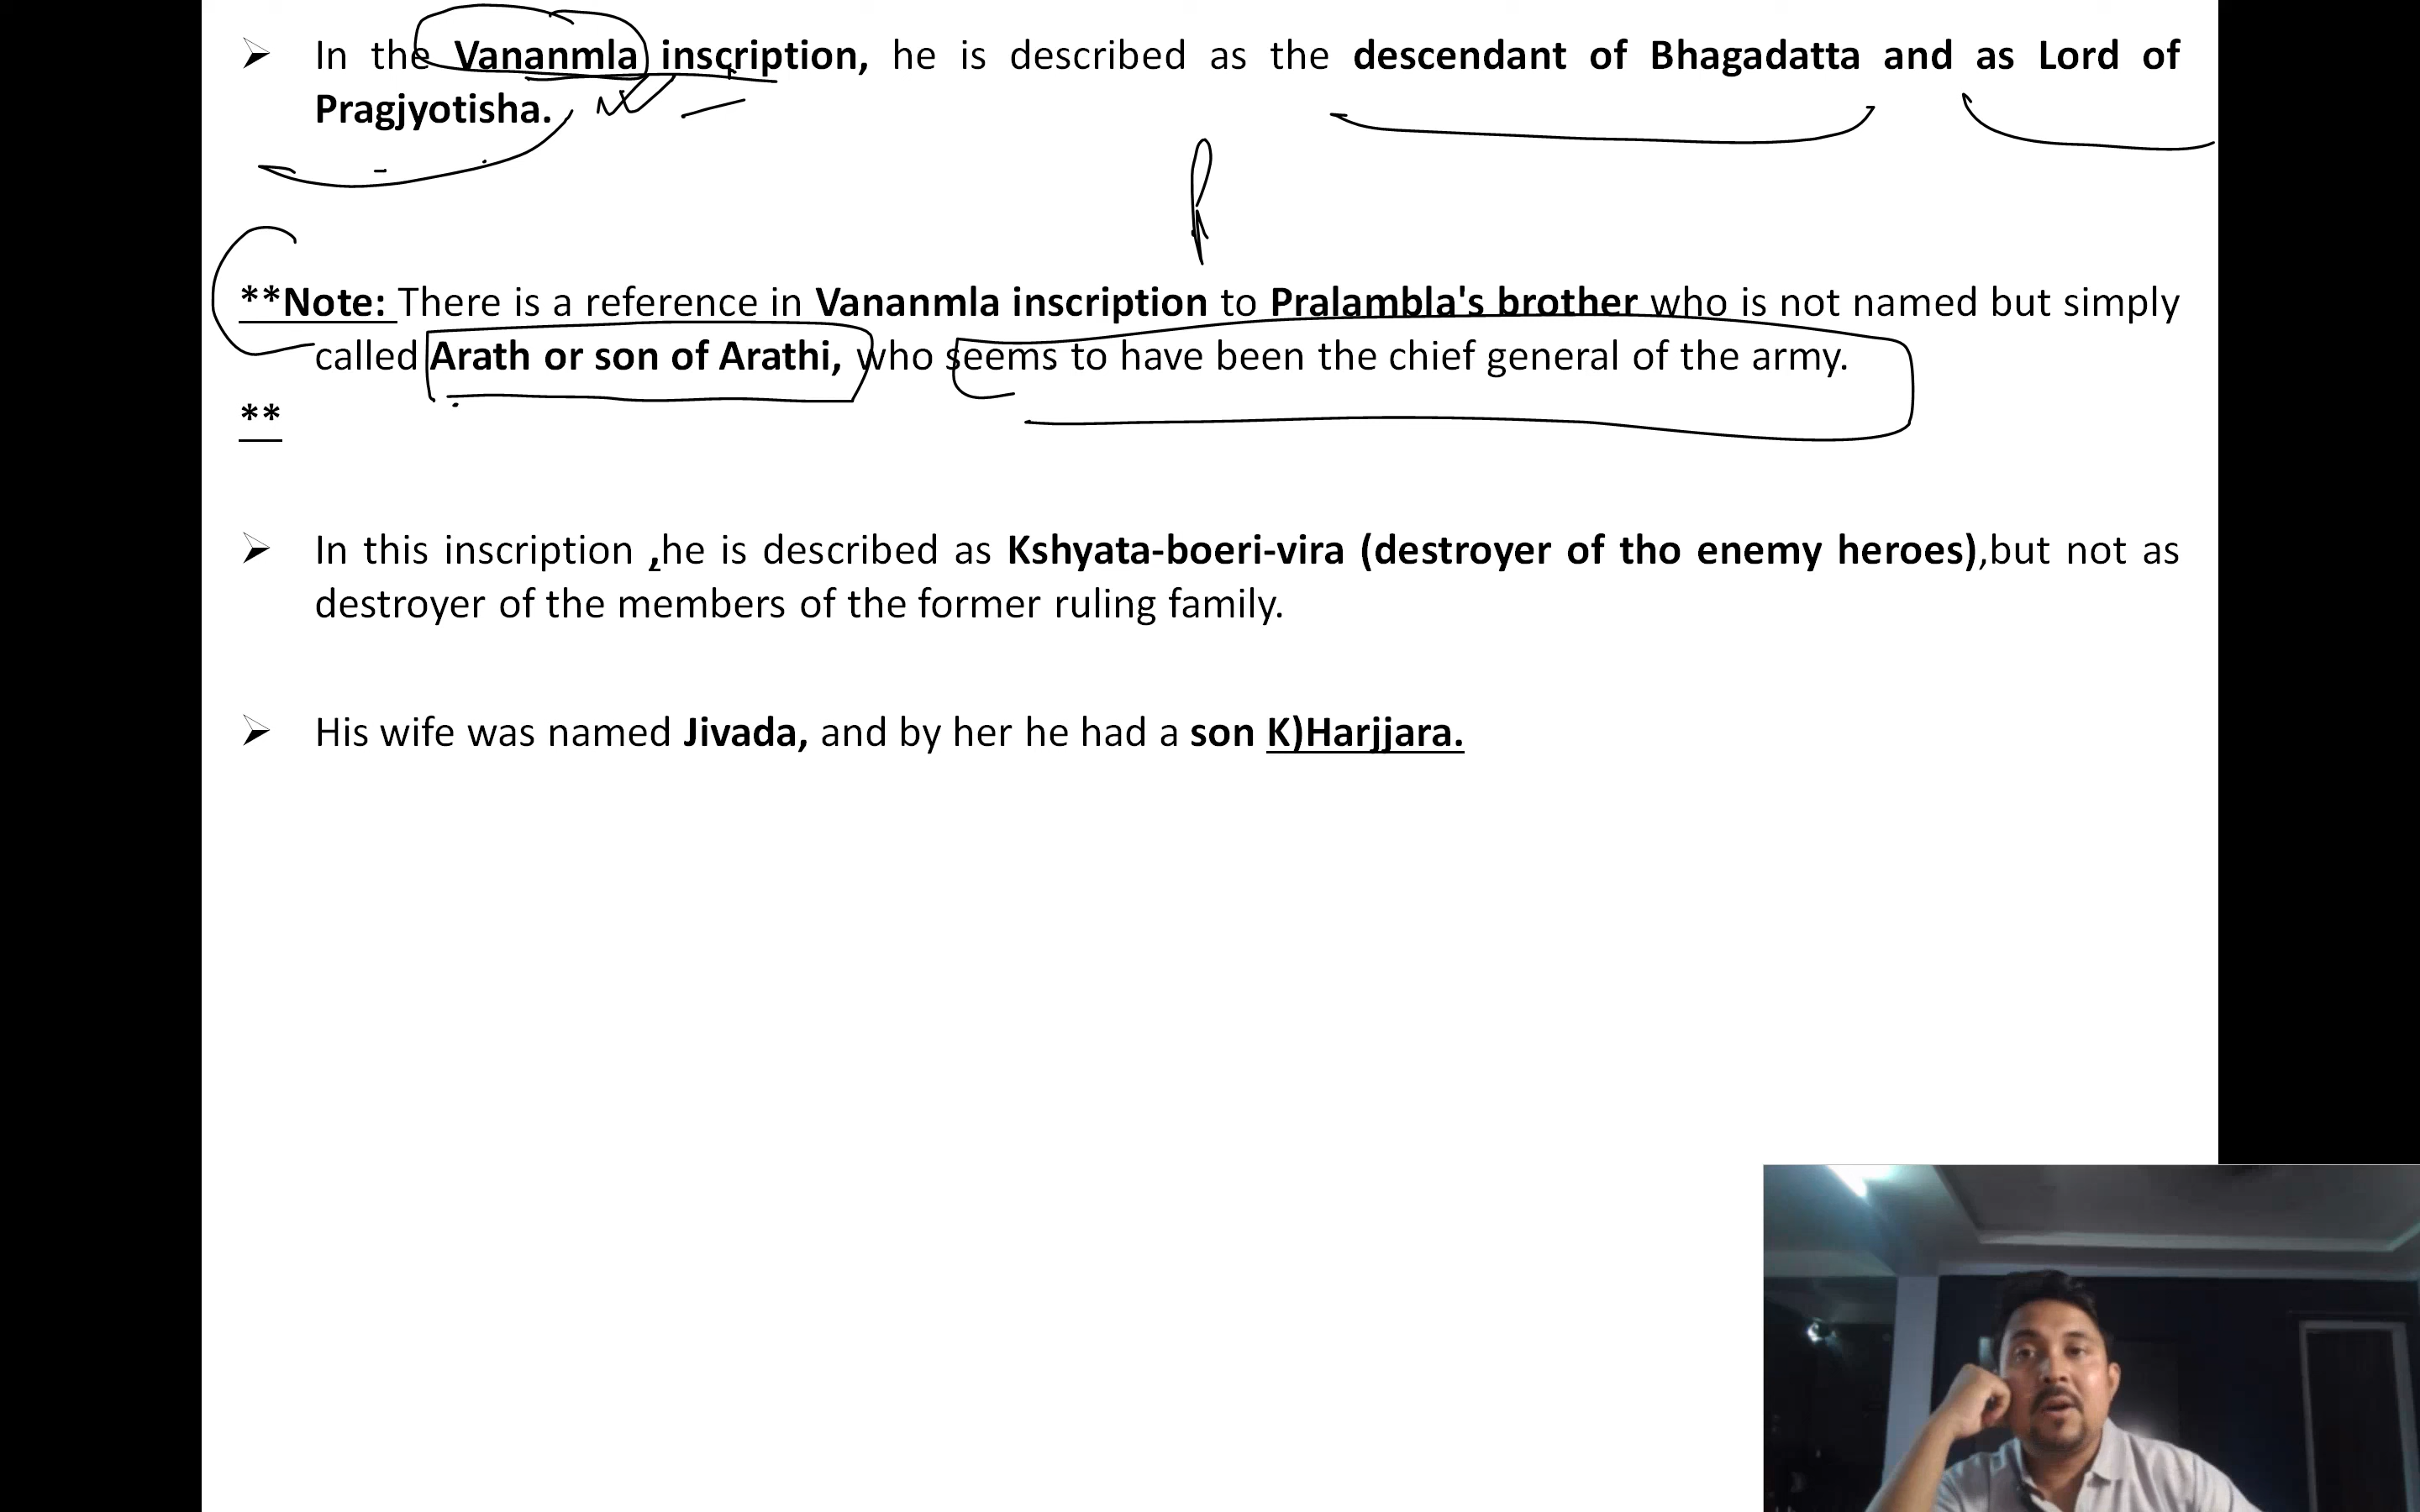 In the Vananmla inscription, he is described as the descendant of Bhagadatta and as Lord of
Pragjyotisha.
**Note: There is a reference in Vananmla inscription to Pralambla's brother who is not named but simply
called Arath or son of Arathi, who seems to have been the chief general of the army.
**
In this inscription ,he is described as Kshyata-boeri-vira (destroyer of tho enemy heroes),but not as
destroyer of the members of the former ruling family.
His wife was named Jivada, and by her he had a son K)Harjjara.